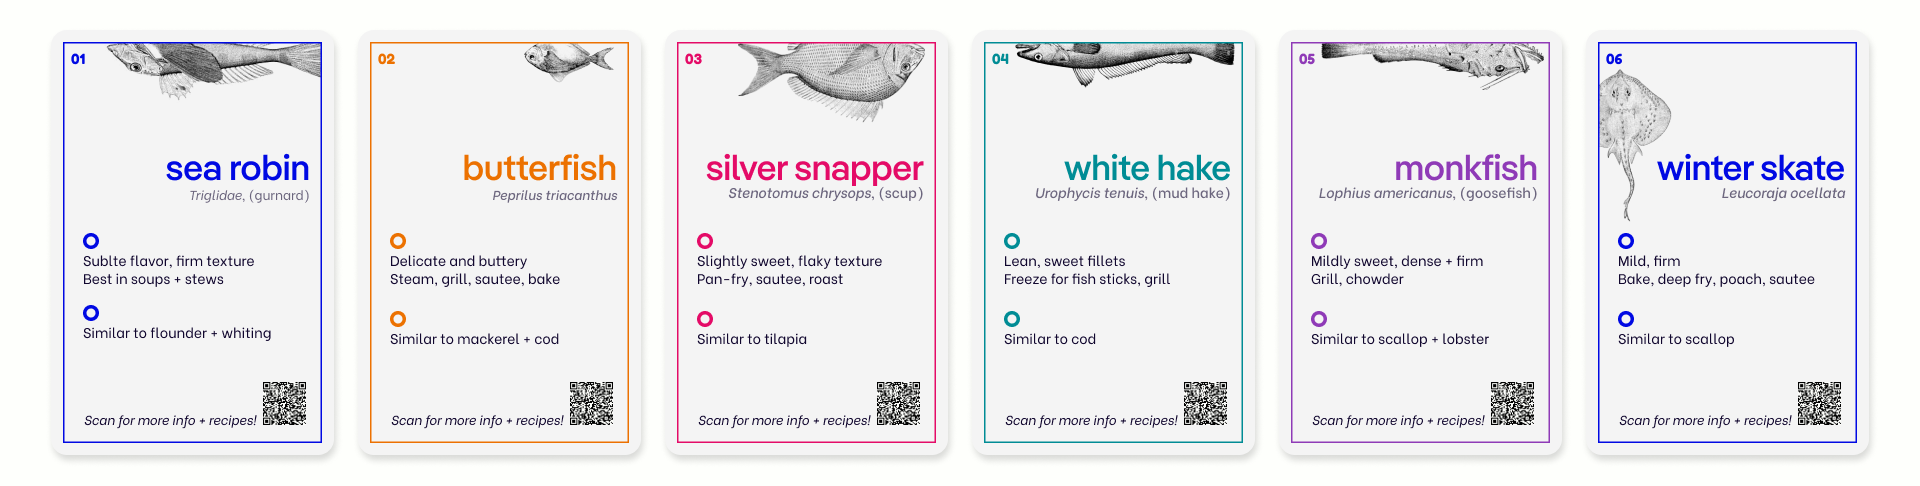 01
sea robin
Triglidae, (gurnard)
Sublte flavor, firm texture
Best in soups + stews
Similar to flounder + whiting
Scan for more info + recipes!
02
butterfish
Peprilus triacanthus
Delicate and buttery
Steam, grill, sautee, bake
Similar to mackerel + cod
Scan for more info + recipes!
03
silver snapper
Stenotomus chrysops, (scup)
Slightly sweet, flaky texture
Pan-fry, sautee, roast
Similar to tilapia
Scan for more info + recipes!
04
white hake
Urophycis tenuis, (mud hake)
Lean, sweet fillets
Freeze for fish sticks, grill
Similar to cod
Scan for more info + recipes!
05
monkfish
Lophius americanus, (goosefish)
Mildly sweet, dense + firm
Grill, chowder
Similar to scallop + lobster
Scan for more info + recipes!
06
winter skate
Leucoraja ocellata
Mild, firm
Bake, deep fry, poach, sautee
Similar to scallop
Scan for more info + recipes!